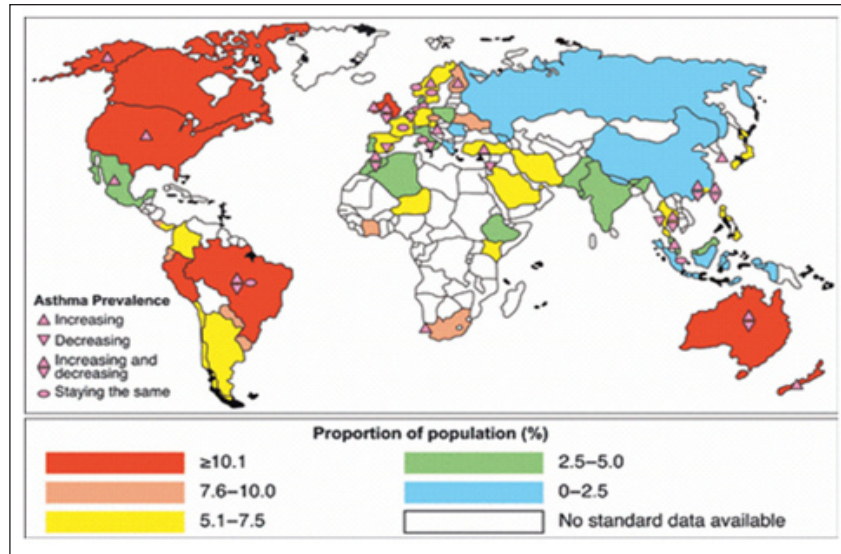 Asthma Prevalence
Increasing
Decreasing
Increasing and
decreasing
Staying the same
Proportion of population (%)
≥10.1
7.6–10.0
5.1–7.5
2.5–5.0
0–2.5
No standard data available